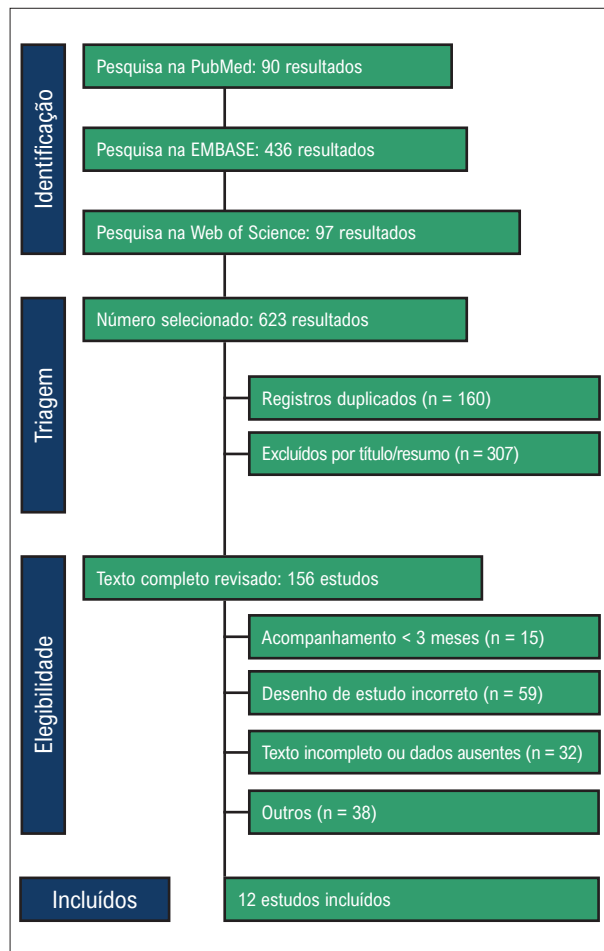 Identificação
Pesquisa na PubMed: 90 resultados
Pesquisa na EMBASE: 436 resultados
Pesquisa na Web of Science: 97 resultados
Triagem
Número selecionado: 623 resultados
Registros duplicados (n = 160)
Excluídos por título/resumo (n = 307)
Elegibilidade
Texto completo revisado: 156 estudos
Acompanhamento < 3 meses (n = 15)
Desenho de estudo incorreto (n = 59)
Texto incompleto ou dados ausentes (n = 32)
Outros (n = 38)
Incluídos
12 estudos incluídos